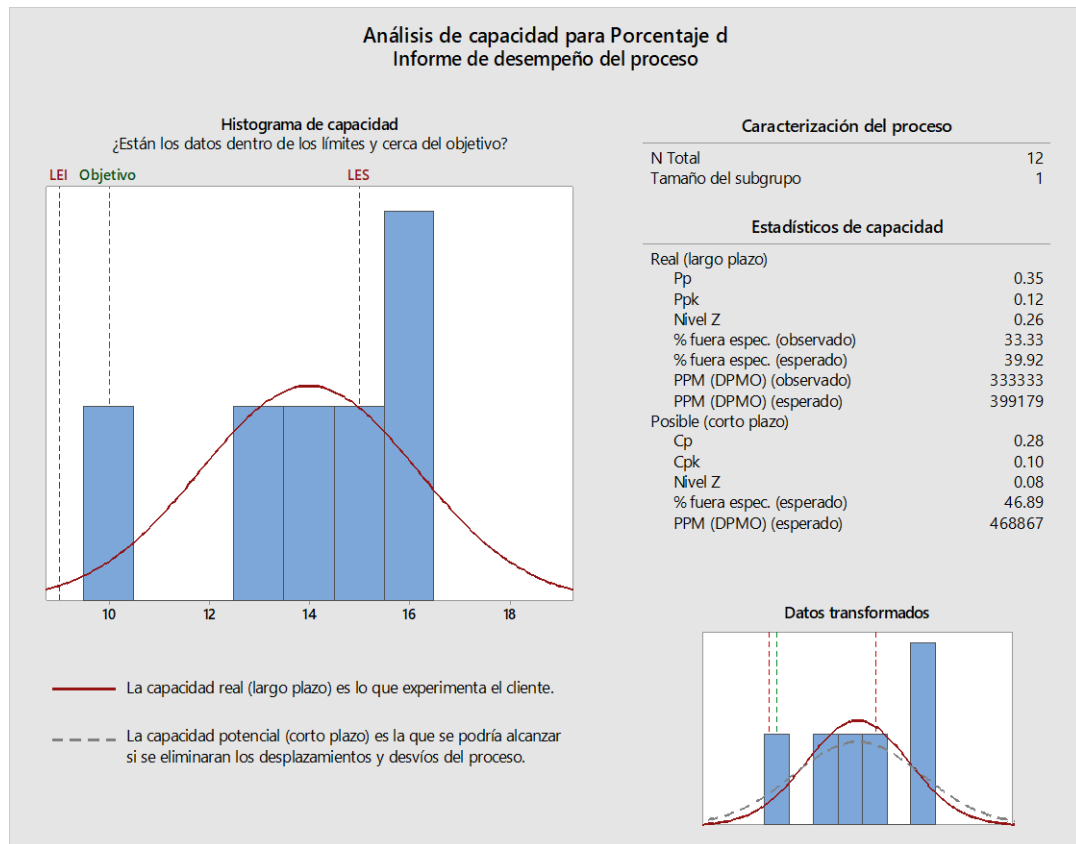 Análisis de capacidad para Porcentaje d
Informe de desempeño del proceso
Histograma de capacidad
¿Están los datos dentro de los límites y cerca del objetivo?
LEI Objetivo LES
10 12 14 16 18
La capacidad real (largo plazo) es lo que experimenta el cliente.
La capacidad potencial (corto plazo) es la que se podría alcanzar
si se eliminaran los desplazamientos y desvíos del proceso.
Caracterización del proceso
N Total 12
Tamaño del subgrupo 1
Estadísticos de capacidad
Real (largo plazo)
Pp 0.35
Ppk 0.12
Nivel Z 0.26
% fuera espec. (observado) 33.33
% fuera espec. (esperado) 39.92
PPM (DPMO) (observado) 333333
PPM (DPMO) (esperado) 399179
Posible (corto plazo)
Cp 0.28
Cpk 0.10
Nivel Z 0.08
% fuera espec. (esperado) 46.89
PPM (DPMO) (esperado) 468867
Datos transformados